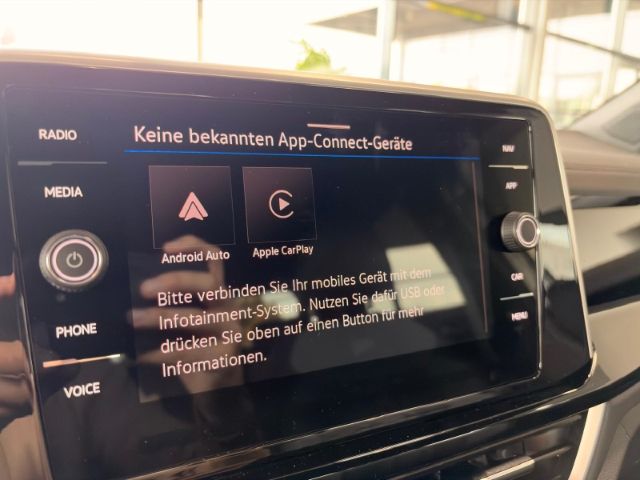 RADIO
MEDIA
PHONE
VOICE
Keine bekannten App-Connect-Geräte
Android Auto
Apple CarPlay
Bitte verbinden Sie Ihr mobiles Gerät mit dem
Infotainment-System. Nutzen Sie dafür USB oder
drücken Sie oben auf einen Button für mehr
Informationen.
NAV
APP
CAR
MENU